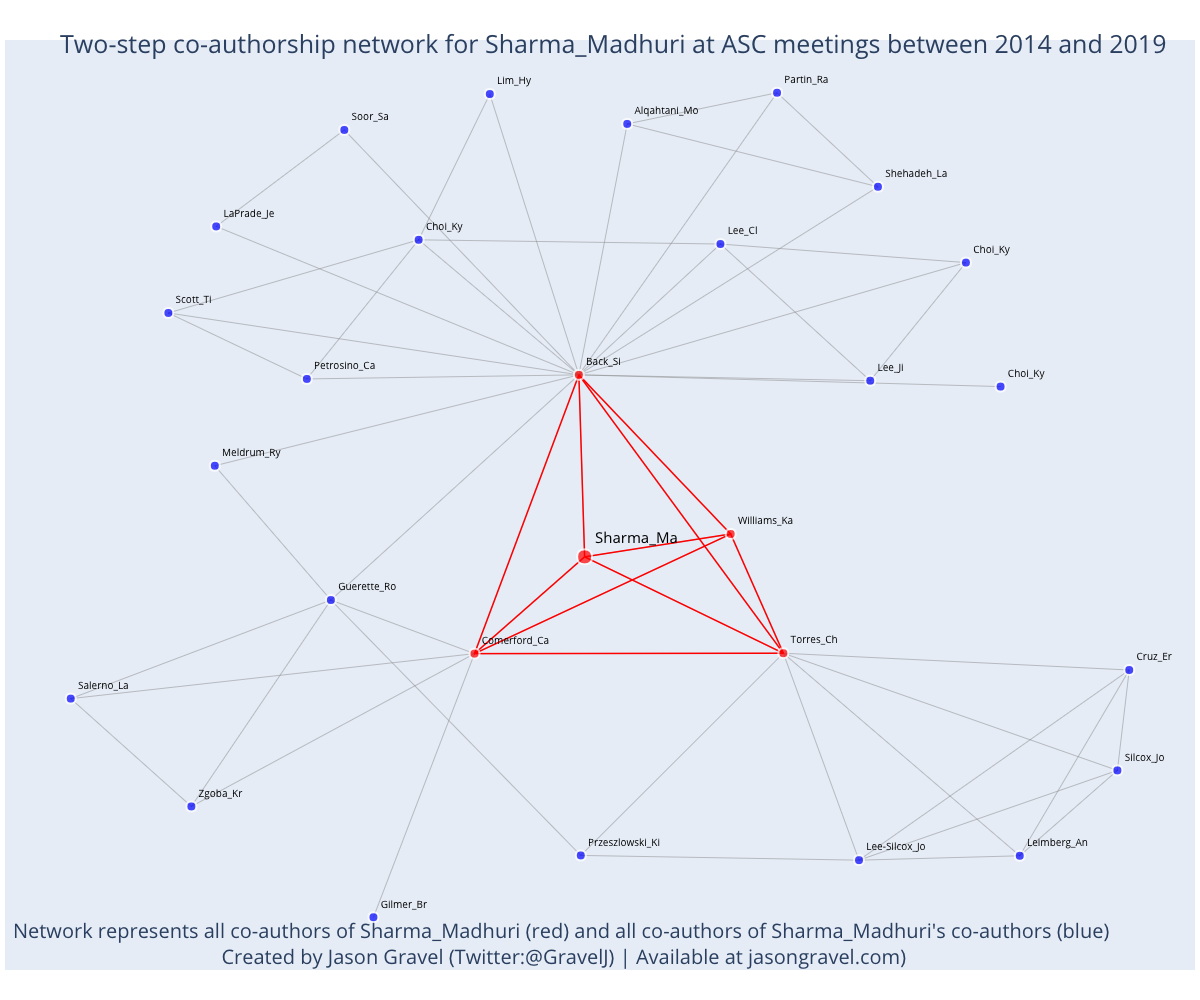 Two-step co-authorship network for Sharma_Madhuri at ASC meetings between 2014 and 2019
Lim_Hy
Partin_Ra
Alqahtani_Mo
Soor_Sa
Shehadeh_La
LaPrade_Je
Choi_Ky
Lee_Cl
Choi_Ky
Scott_Ti
Back_Si
Petrosino_Ca
Lee_Ji
Choi_Ky
Meldrum_Ry
Williams_Ka
Sharma_Ma
Guerette_Ro
Comerford_Ca
Torres_Ch
Cruz_Er
Salerno_La
Silcox_Jo
Zgoba_Kr
Przeszlowski_Ki
Lee-Silcox_Jo
Leimberg_An
Gilmer_Br
Network represents all co-authors of Sharma_Madhuri (red) and all co-authors of Sharma_Madhuri's co-authors (blue)
Created by Jason Gravel (Twitter:@GravelJ) | Available at jasongravel.com)